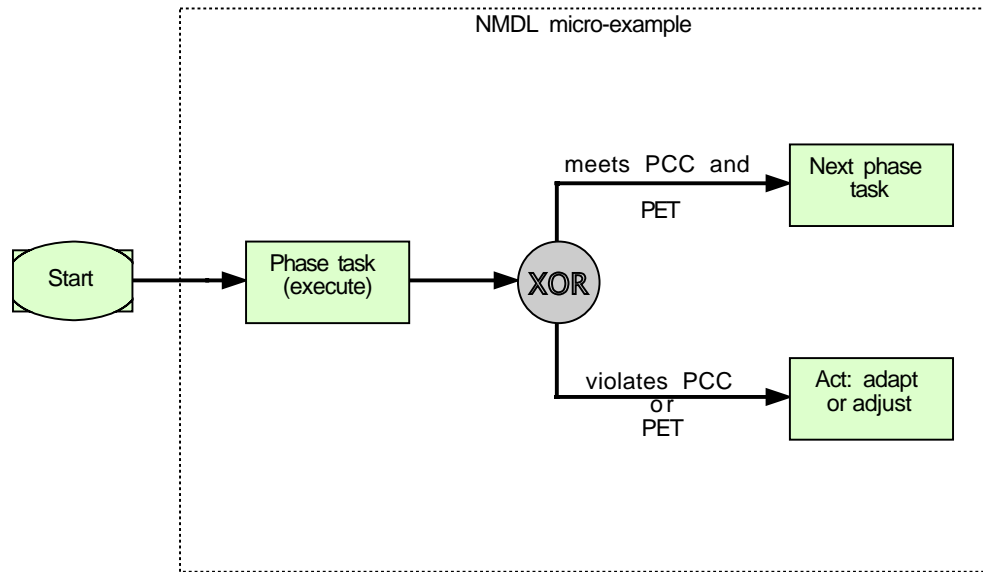 NMDL micro-example
Start
Phase task
(execute)
XOR
meets PCC and
PET
Next phase
task
violates PCC
or
PET
Act: adapt
or adjust